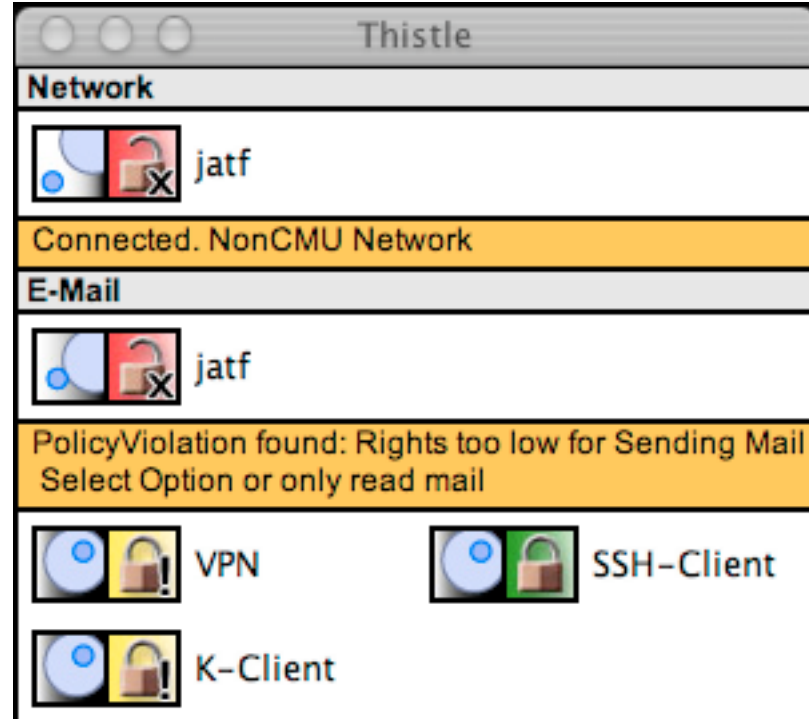 Thistle
Network
jatf
Connected. NonCMU Network
E-Mail
jatf
PolicyViolation found: Rights too low for Sending Mail
Select Option or only read mail
VPN
SSH-Client
K-Client